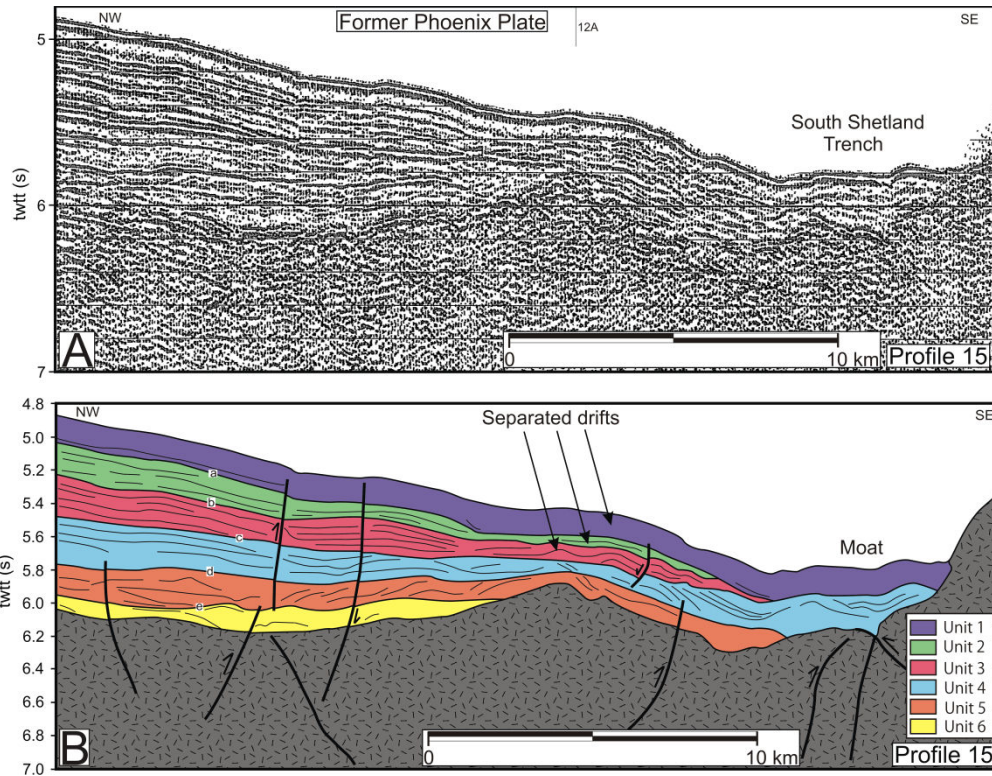 NW
Former Phoenix Plate
12A
SE
5
South Shetland
Trench
twtt (s)
6
A
0
10 km
Profile 15
7
4.8
NW
SE
5.0
Separated drifts
5.2
a
5.4
b
5.6
c
Moat
5.8
d
twtt (s)
6.0
e
6.2
Unit 1
6.4
Unit 2
Unit 3
6.6
Unit 4
Unit 5
6.8
Unit 6
B
0
10 km
Profile 15
7.0